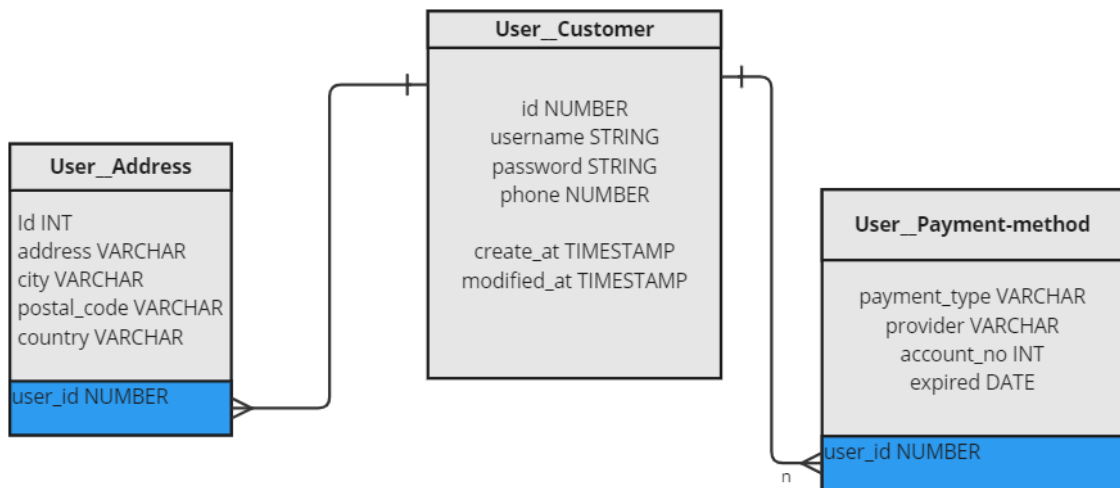 User__Customer
id NUMBER
username STRING
password STRING
phone NUMBER
create_at TIMESTAMP
modified_at TIMESTAMP
User__Address
Id INT
address VARCHAR
city VARCHAR
postal_code VARCHAR
country VARCHAR
user_id NUMBER
User__Payment-method
payment_type VARCHAR
provider VARCHAR
account_no INT
expired DATE
user_id NUMBER
n